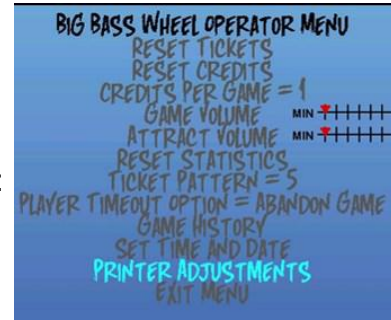 BIG BASS WHEEL OPERATOR MENU
RESET TICKETS
RESET CREDITS
CREDITS PER GAME = 1
GAME VOLUME MIN
ATTRACT VOLUME MIN
RESET STATISTICS
TICKET PATTERN = 5
PLAYER TIMEOUT OPTION = ABANDON GAME
GAME HISTORY
SET TIME AND DATE
PRINTER ADJUSTMENTS
EXIT MENU